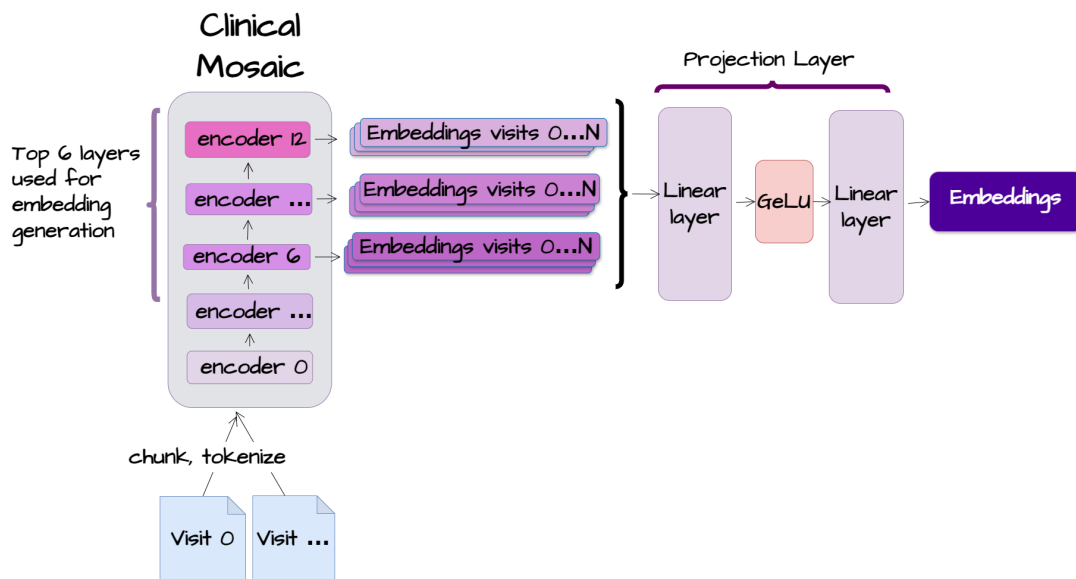 Clinical
Mosaic
Top 6 layers
used for
embedding
generation
encoder 12
encoder ...
encoder 6
encoder ...
encoder 0
Embeddings visits 0...N
Embeddings visits 0...N
Embeddings visits 0...N
Projection Layer
Linear
layer
GeLU
Linear
layer
Embeddings
chunk, tokenize
Visit 0
Visit ...